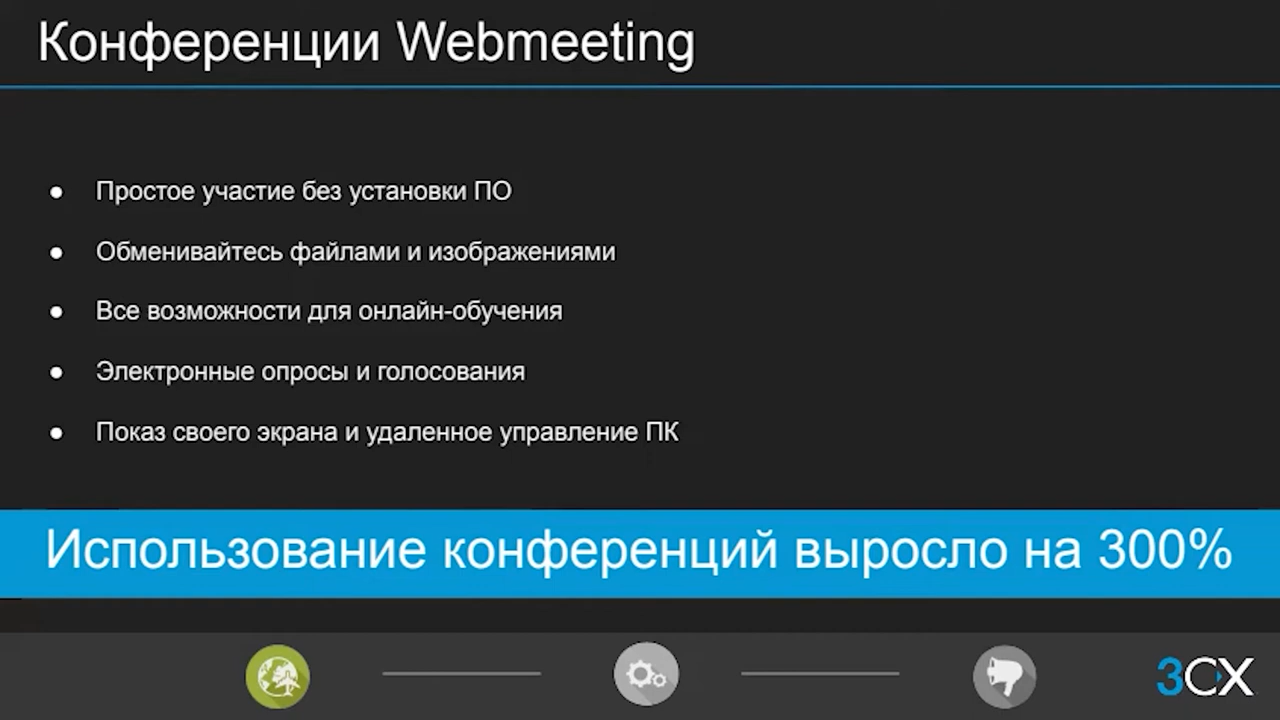 Конференции Webmeeting
● Простое участие без установки ПО
● Обменивайтесь файлами и изображениями
● Все возможности для онлайн-обучения
● Электронные опросы и голосования
● Показ своего экрана и удаленное управление ПК
Использование конференций выросло на 300%
3CX